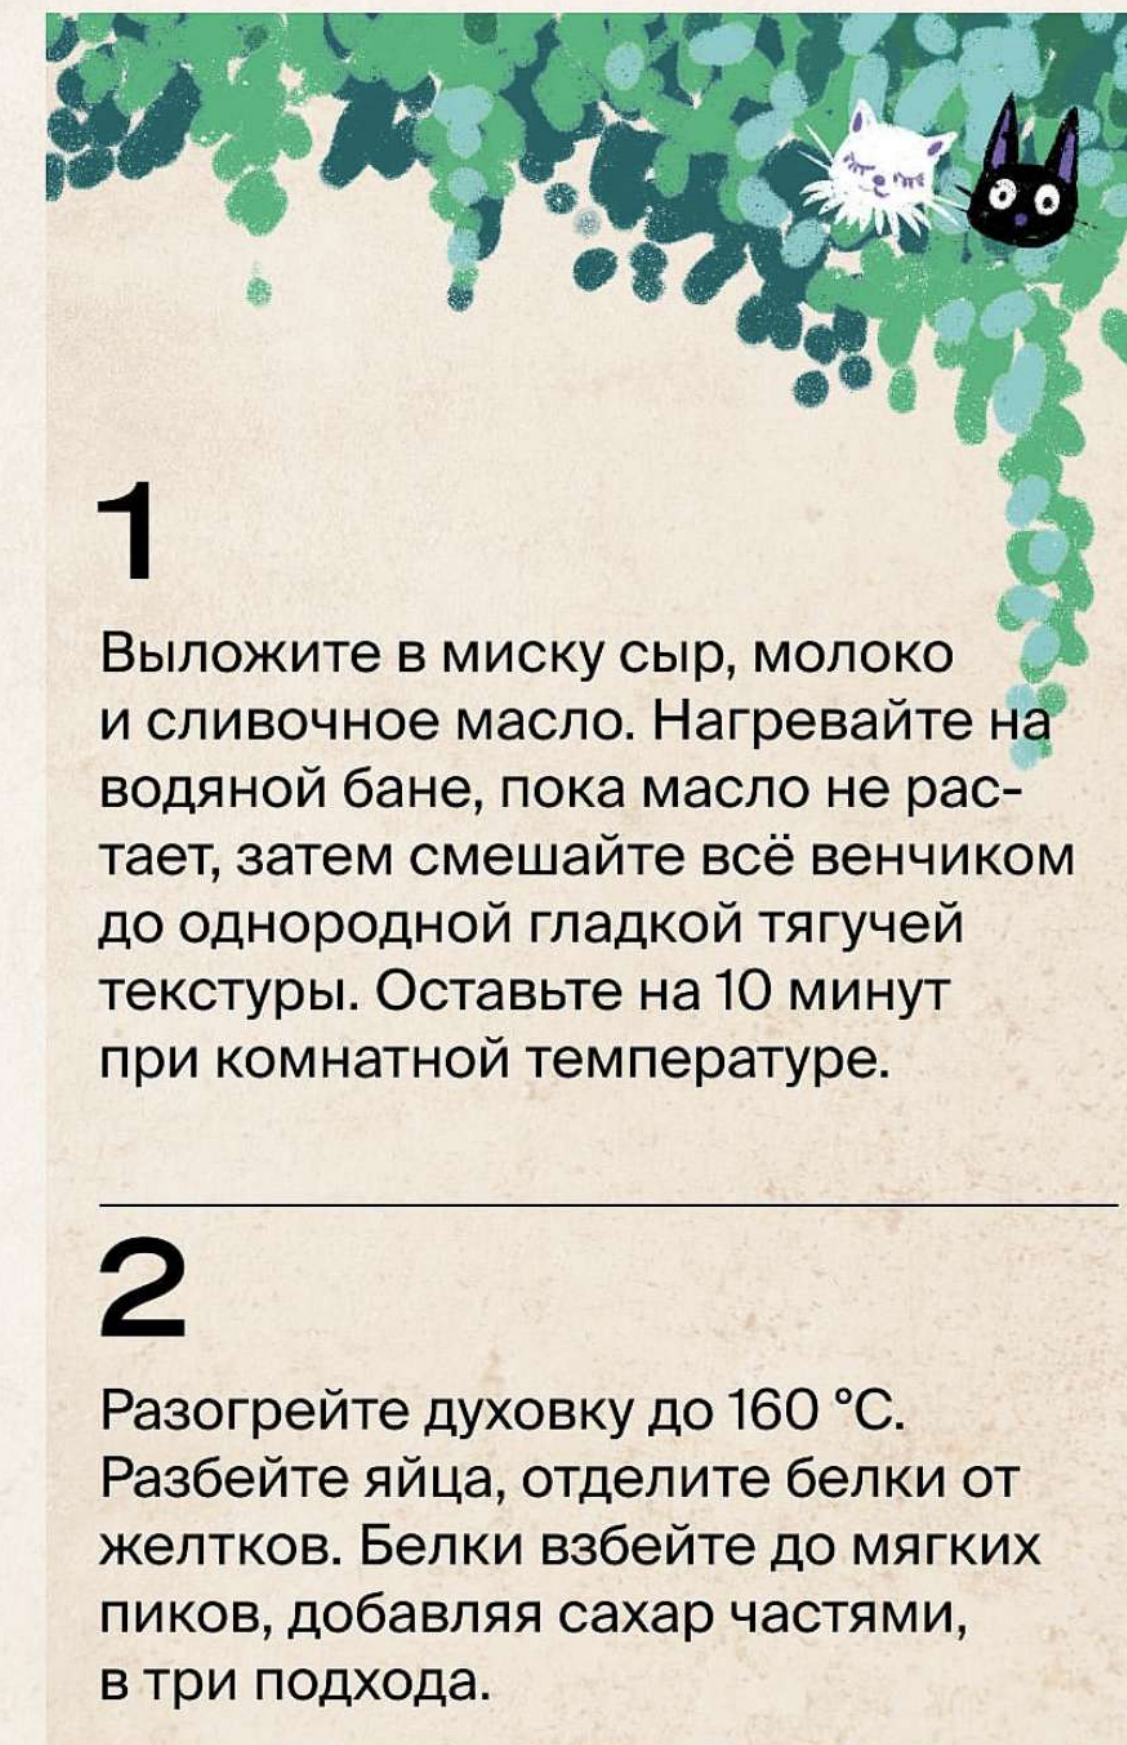 1
Выложите в миску сыр, молоко
и сливочное масло. Нагревайте на
водяной бане, пока масло не рас-
тает, затем смешайте всё венчиком
до однородной гладкой тягучей
текстуры. Оставьте на 10 минут
при комнатной температуре.
2
Разогрейте духовку до 160 °C.
Разбейте яйца, отделите белки от
желтков. Белки взбейте до мягких
пиков, добавляя сахар частями,
в три подхода.